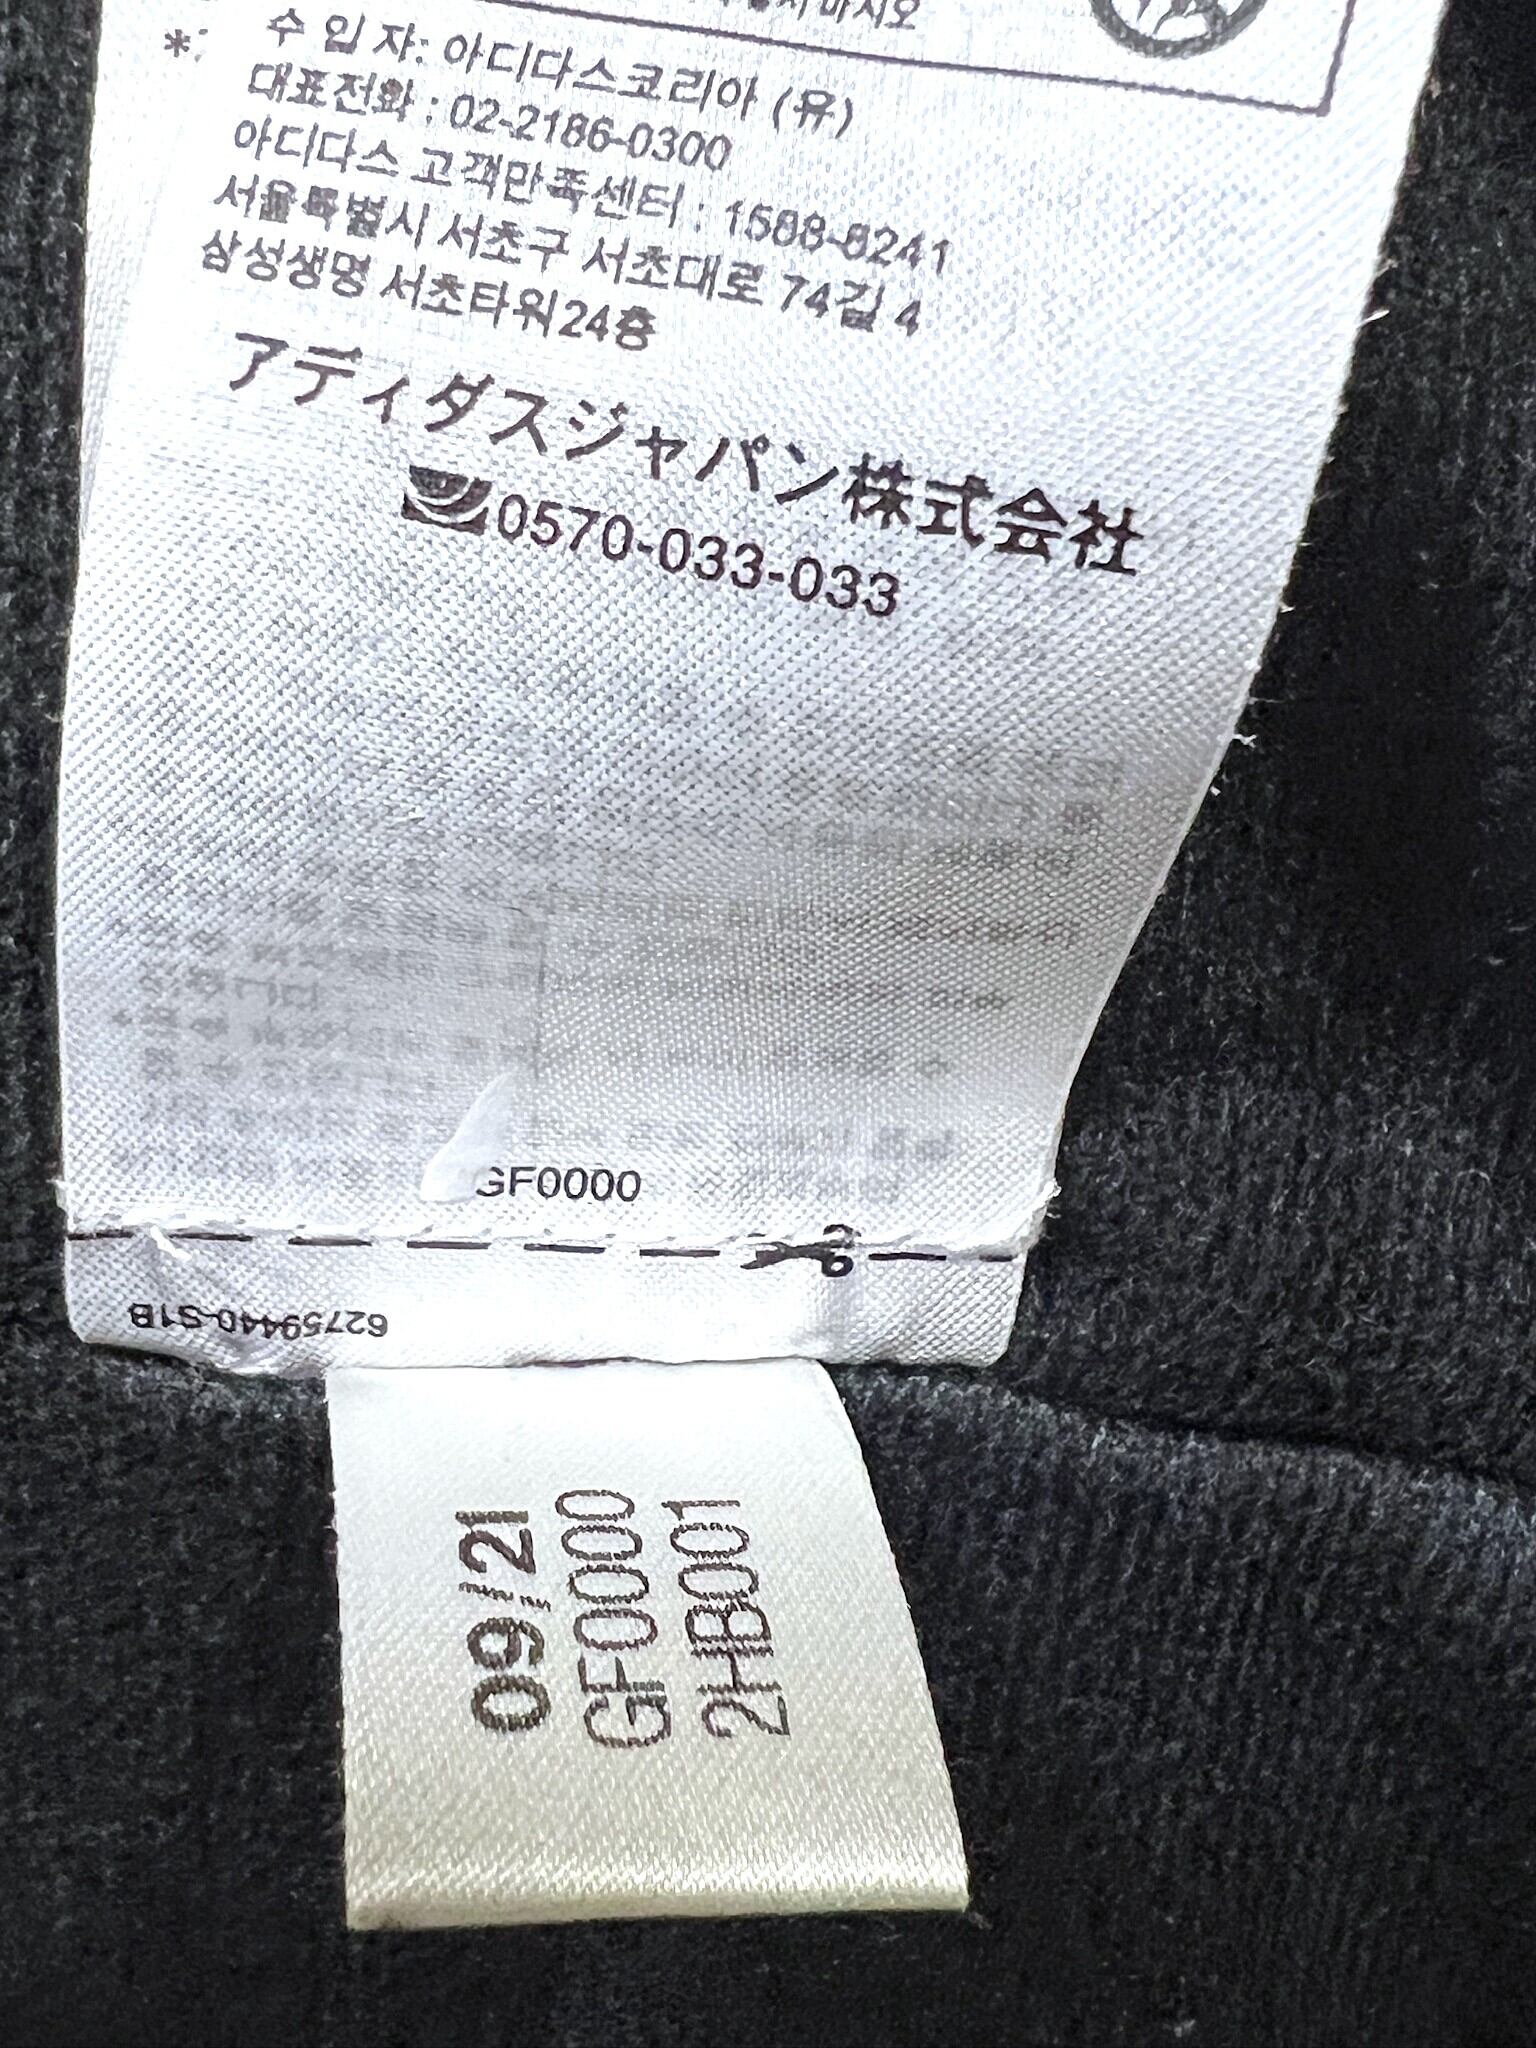 수 입 자: 아디다스코리아 (유)
대표전화 : 02-2186-0300
아디다스 고객만족센터 : 1588-8241
서울특별시 서초구 서초대로 74길 4
삼성생명 서초타워24층
アディダスジャパン株式会社
0570-033-033
GF0000
62759440-S1B
09/21
GF0000
2HB001